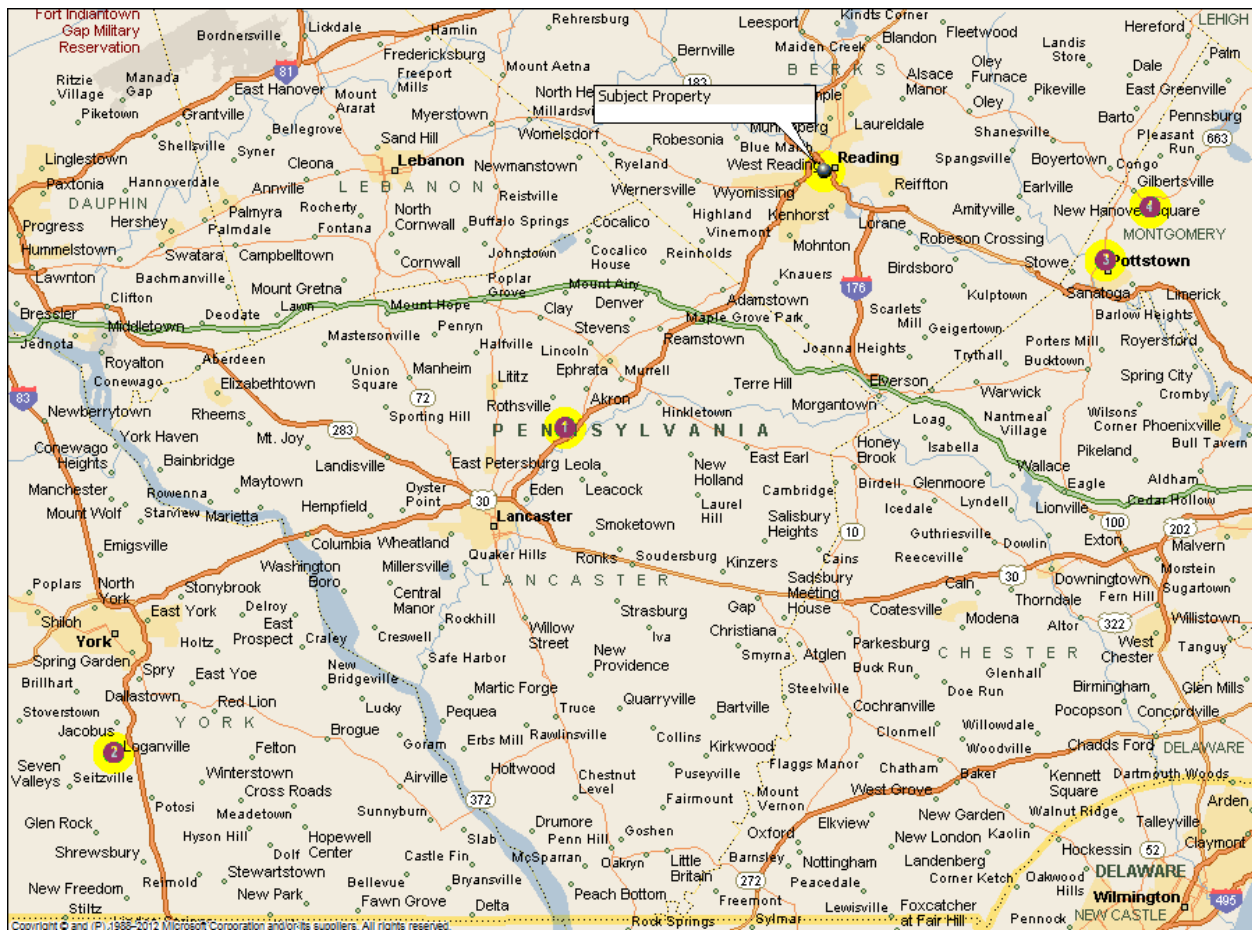 Fort Indiantown
Gap Military
Reservation
Bordnersville
Lickdale
Hamlin
Rehrersburg
Leesport
Kindts Corner
Hereford
LEHIGH
Fredericksburg
Bernville
Maiden Creek
Blandon
Fleetwood
Landis
Store
Palm
Ritzie
Village
Manada
Gap
81
Freeport
Mills
Mount Aetna
183
BERKS
Alsace
Manor
Oley
Furnace
Dale
East Hanover
Mount
Ararat
Pikeville
East Greenville
Piketown
Grantville
Myerstown
Millardsv
Subject Property
Oley
Barto
Pennsburg
Bellegrove
Sand Hill
Womelsdorf
Robesonia
Laureldale
Shanesville
Pleasant
Run
663
Linglestown
Shellsville
Syner
Cleona
Lebanon
Newmanstown
Ryeland
West Reading
Reading
Spangsville
Boyertown
Congo
Paxtonia
Hannoverdale
Annville
LEBANON
Reistville
Wernersville
Wyomissing
Reiffton
Earlville
Gilbertsville
DAUPHIN
Hershey
Palmyra
Rocherty
North
Cornwall
Buffalo Springs
Cocalico
Highland
Kenhorst
Amityville
New Hanover Square
4
Progress
Palmdale
Fontana
Vinemont
Lorane
MONTGOMERY
Hummelstown
Swatara
Campbelltown
Cornwall
Johnstown
Cocalico
House
Reinholds
Mohnton
Robeson Crossing
Stowe
3
Pottstown
Lawnton
Bachmanville
Mount Gretna
Poplar
Grove
Mount Airy
Knauers
Birdsboro
Sanatoga
Limerick
Clifton
Lawn
Mount Hope
Denver
Adamstown
176
Kulptown
Bressler
Middletown
Deodate
Clay
Maple Grove Park
Scarlets
Mill
Barlow Heights
Jednota
Mastersonville
Pennryn
Stevens
Reamstown
Geigertown
Porters Mill
Royersford
Royalton
Aberdeen
Halfville
Lincoln
Joanna Heights
Trythall
Bucktown
Conewago
Elizabethtown
Union
Square
Manheim
Lititz
Ephrata
Murrell
Terre Hill
Elverson
Warwick
Spring City
Cromby
83
72
Akron
Morgantown
Newberrytown
Rheems
Sporting Hill
Rothsville
1
Hinkletown
Loag
Nantmeal
Village
Wilsons
Corner
Phoenixville
York Haven
Mt. Joy
283
PENNSYLVANIA
Honey
Brook
Isabella
Bull Tavern
Conewago
Heights
Bainbridge
Landisville
East Petersburg
Leola
New
Holland
East Earl
Wallace
Pikeland
Manchester
Maytown
Oyster
Point
30
Eden
Leacock
Cambridge
Birdell
Glenmoore
Eagle
Aldham
Mount Wolf
Rowenna
Starview
Marietta
Hempfield
Lancaster
Laurel
Hill
Icedale
Lyndell
Lionville
Cedar Hollow
Smoketown
Salisbury
Heights
10
Guthriesville
100
202
Emigsville
Columbia
Wheatland
Quaker Hills
Ronks
Soudersburg
Cains
Reeceville
Dowlin
Exton
Malvern
Poplars
North
York
Stonybrook
Washington
Boro
Millersville
LANCASTER
Kinzers
Sadsbury
Meeting
House
Caln
30
Downingtown
Morstein
Sugartown
Shiloh
East York
Delroy
East
Prospect
Central
Manor
Strasburg
Gap
Coatesville
Thorndale
Fern Hill
York
Holtz
Craley
Creswell
Rockhill
Willow
Street
Iva
Christiana
Modena
Altor
322
Willistown
Spring Garden
Spry
East Yoe
New
Bridgeville
Safe Harbor
New
Providence
Smyrna
Atglen
Parkesburg
CHESTER
West
Chester
Tanguy
Brillhart
Dallastown
Red Lion
Martic Forge
Buck Run
Glenhall
Stoverstown
YORK
Lucky
Pequea
Truce
Quarryville
Bartville
Steelville
Doe Run
Birmingham
Glen Mills
Jacobus
Brogue
Cochranville
Pocopson
Concordville
2
Loganville
Felton
Goram
Erbs Mill
Rawlinsville
Collins
Kirkwood
Clonmell
Willowdale
Woodville
Chadds Ford
DELAWARE
Seven
Valleys
Seitzville
Winterstown
Airville
Holtwood
Chestnut
Level
Puseyville
Flaggs Manor
Chatham
Baker
Kennett
Square
Dartmouth Woods
Potosi
Cross Roads
372
Fairmount
Mount
Vernon
West Grove
Arden
Glen Rock
Meadetown
Sunnyburn
Drumore
Goshen
Elkview
New Garden
Walnut Ridge
Talleyville
Hyson Hill
Hopewell
Center
Slab
Penn Hill
Oxford
New London
Kaolin
Claymont
Shrewsbury
Dolf
Castle Fin
McSparran
Oakryn
Little
Britain
Barnsley
Nottingham
Landenberg
Hockessin
52
Reimold
Stewartstown
Bellevue
Bryansville
272
Peacedale
Corner Ketch
Oakwood
Hills
DELAWARE
New Freedom
New Park
Fawn Grove
Delta
Peach Bottom
Freemont
Lewisville
Foxcatcher
at Fair Hill
Wilmington
495
Stiltz
Rock Springs
Sylmar
Pennock
NEW CASTLE
Copyright © and (P) 1988–2012 Microsoft Corporation and/or its suppliers. All rights reserved.